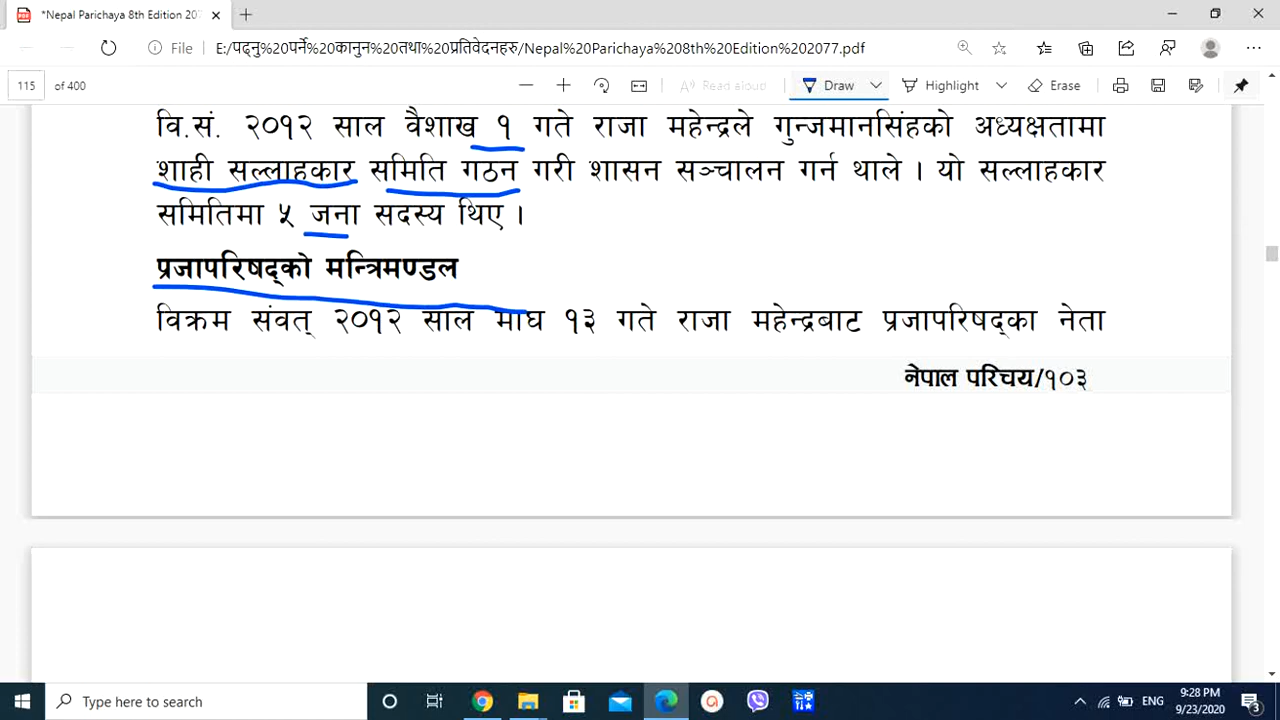 *Nepal Parichaya 8th Edition 207
File E:/पढ्नु%20पर्ने%20कानुन%20तथा%20प्रतिवेदनहरु/Nepal%20Parichaya%208th%20Edition%202077.pdf
115 of 400 Read aloud Draw Highlight Erase
वि.सं. २०१२ साल वैशाख १ गते राजा महेन्द्रले गुन्जमानसिंहको अध्यक्षतामा
शाही सल्लाहकार समिति गठन गरी शासन सञ्चालन गर्न थाले । यो सल्लाहकार
समितिमा ५ जना सदस्य थिए ।
प्रजापरिषद्को मन्त्रिमण्डल
विक्रम संवत् २०१२ साल माघ १३ गते राजा महेन्द्रबाट प्रजापरिषद्का नेता
नेपाल परिचय/१०३
Type here to search
ENG
9:28 PM
9/23/2020
3